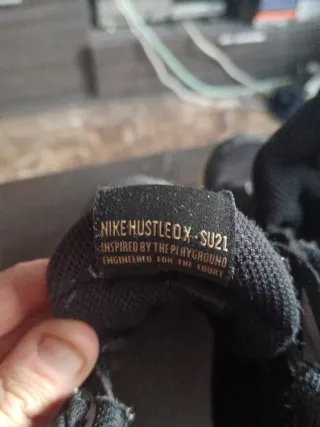 NIKE HUSTLE D X - SU21
INSPIRED BY THE PLAYGROUND
ENGINEERED FOR THE COURT